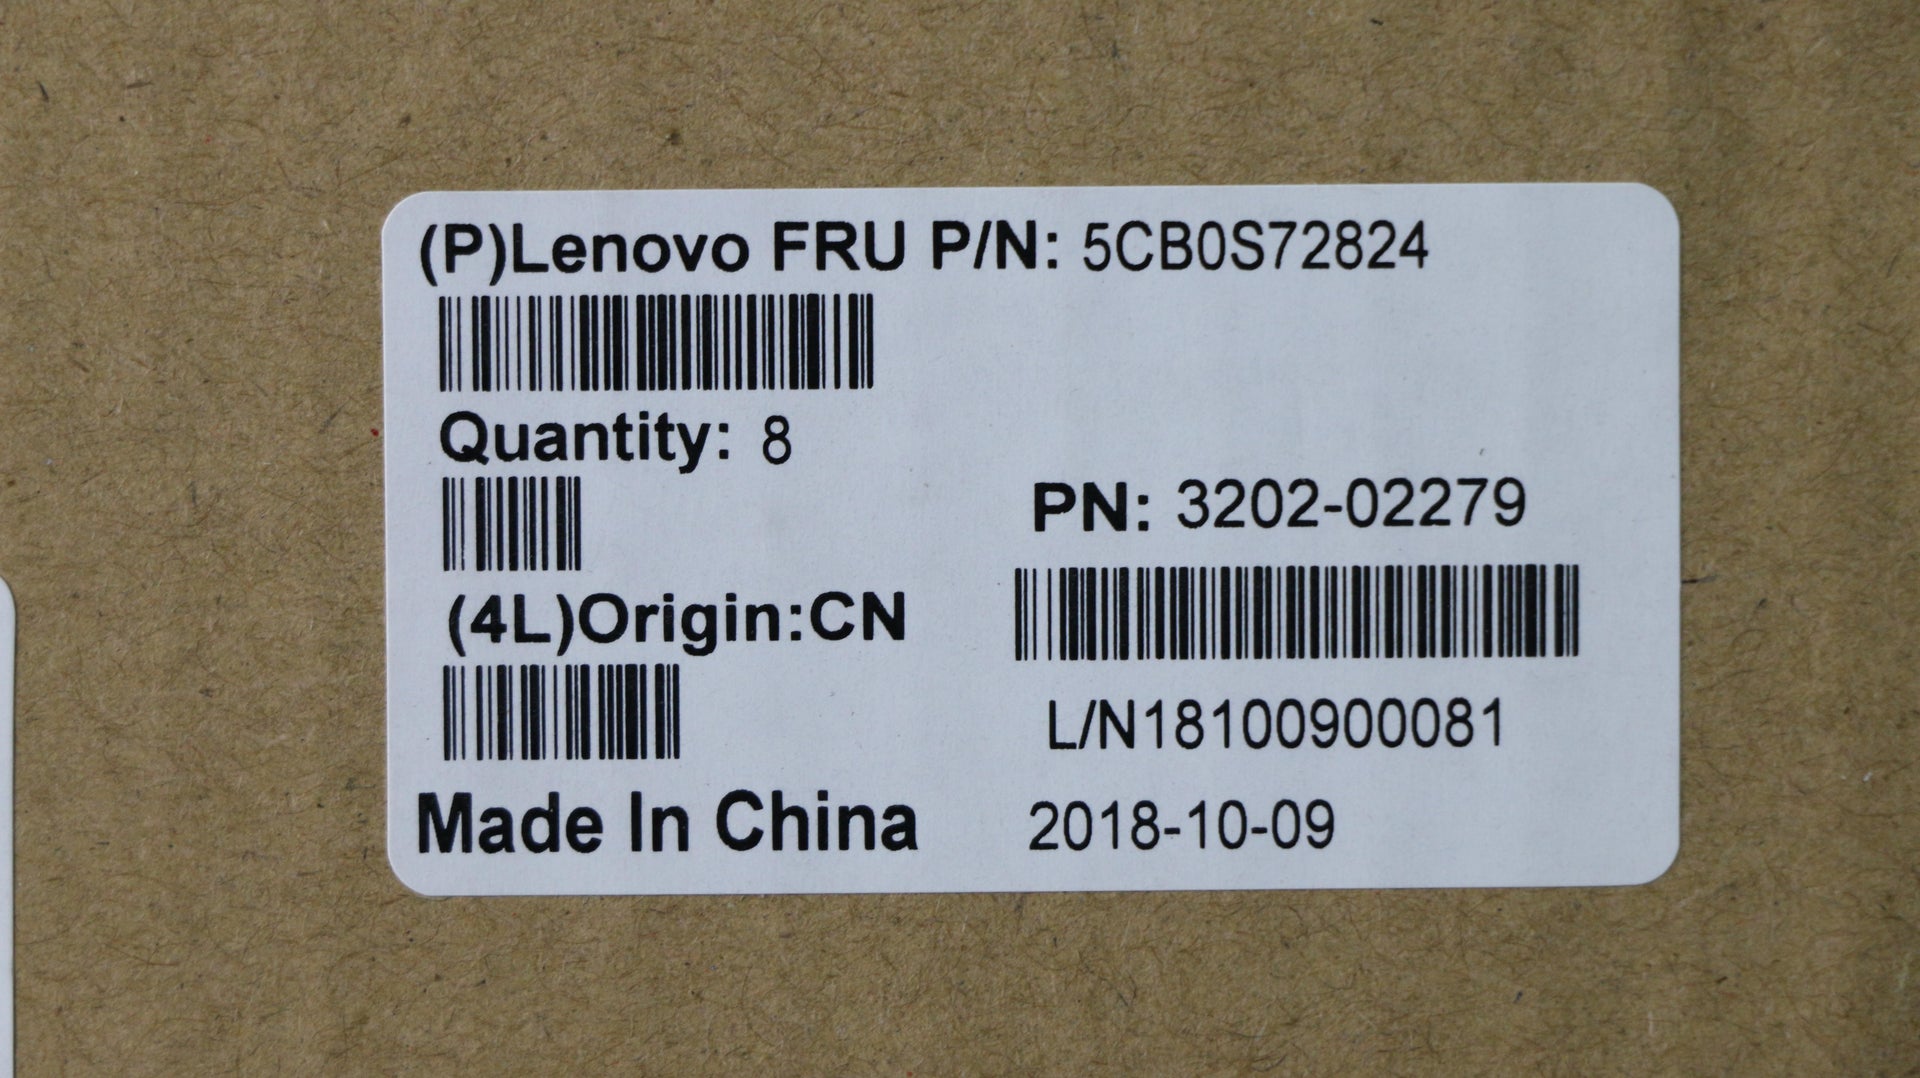 (P)Lenovo FRU P/N: 5CB0S72824
Quantity: 8
PN: 3202-02279
(4L)Origin:CN
L/N18100900081
Made In China
2018-10-09